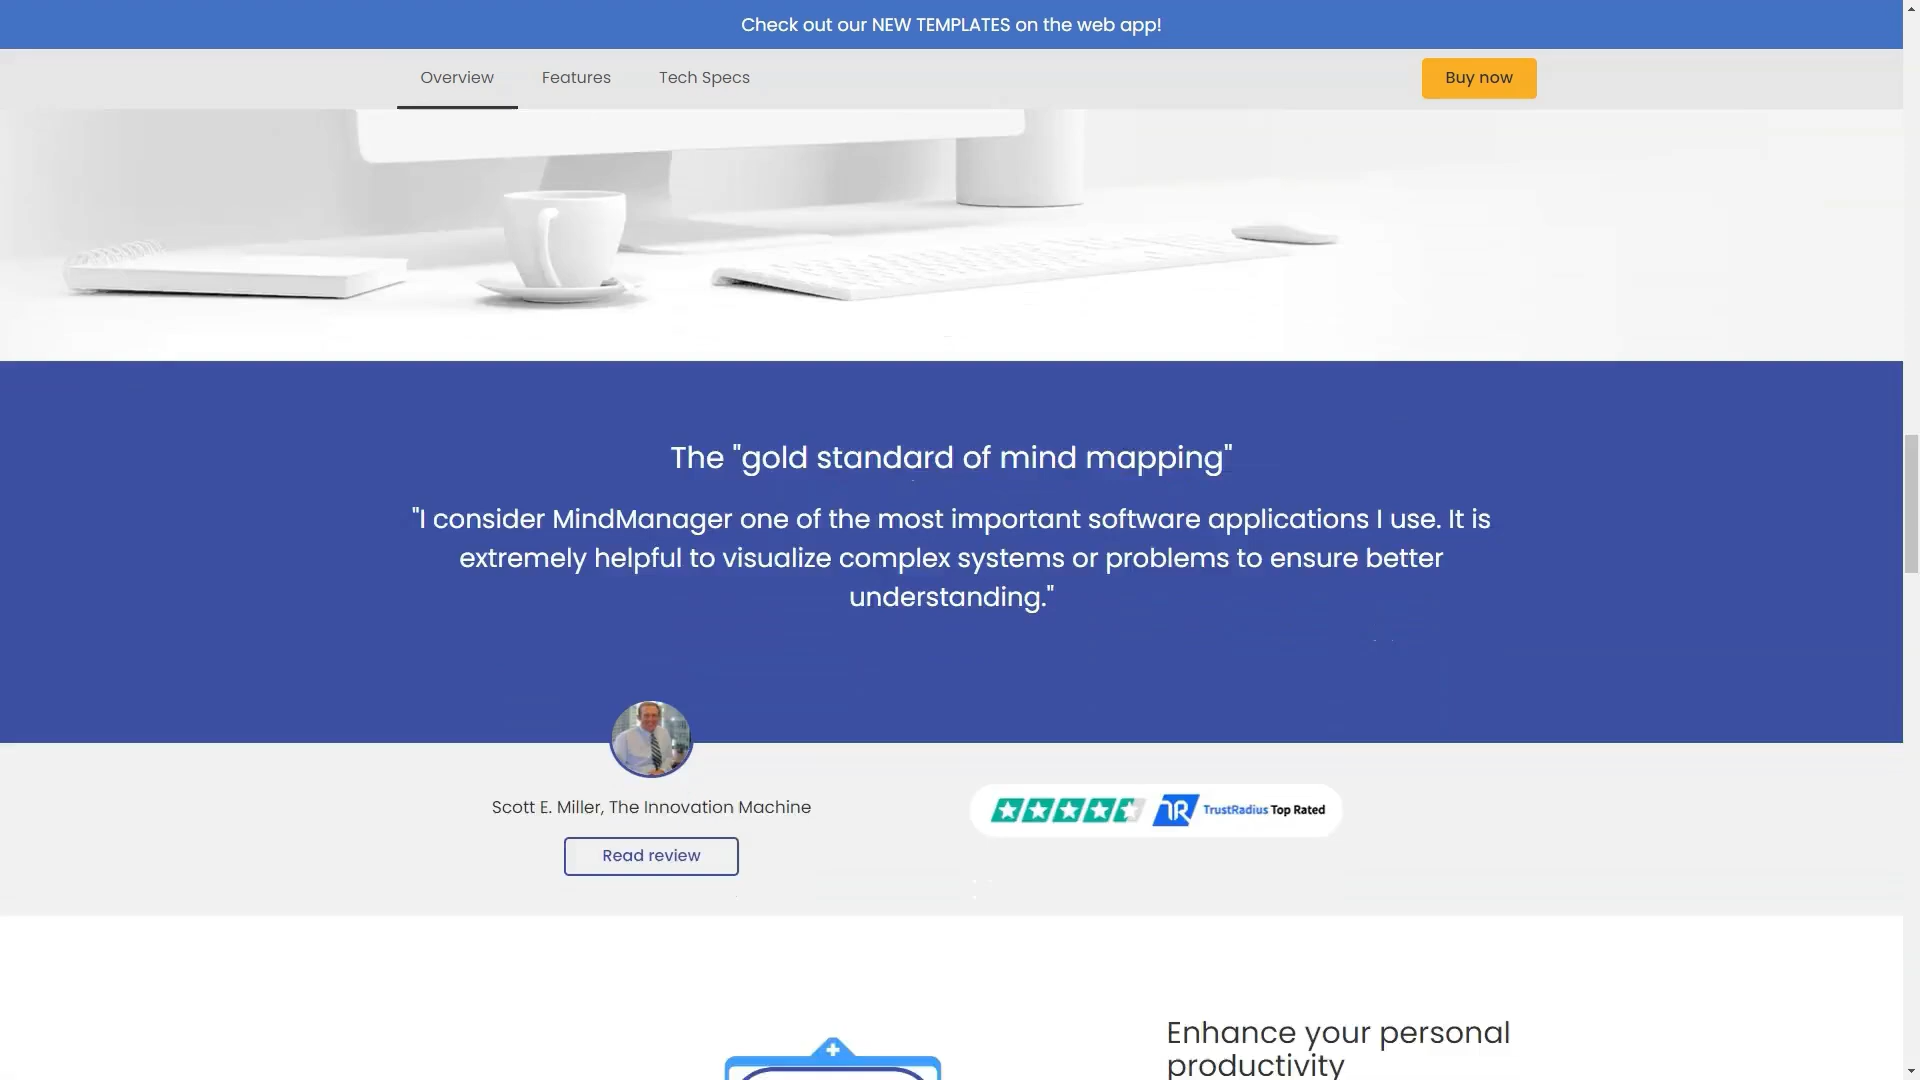 Check out our NEW TEMPLATES on the web app!
Overview
Features
Tech Specs
Buy now
The "gold standard of mind mapping"
"I consider MindManager one of the most important software applications I use. It is
extremely helpful to visualize complex systems or problems to ensure better
understanding."
Scott E. Miller, The Innovation Machine
TrustRadius Top Rated
Read review
Enhance your personal
productivity